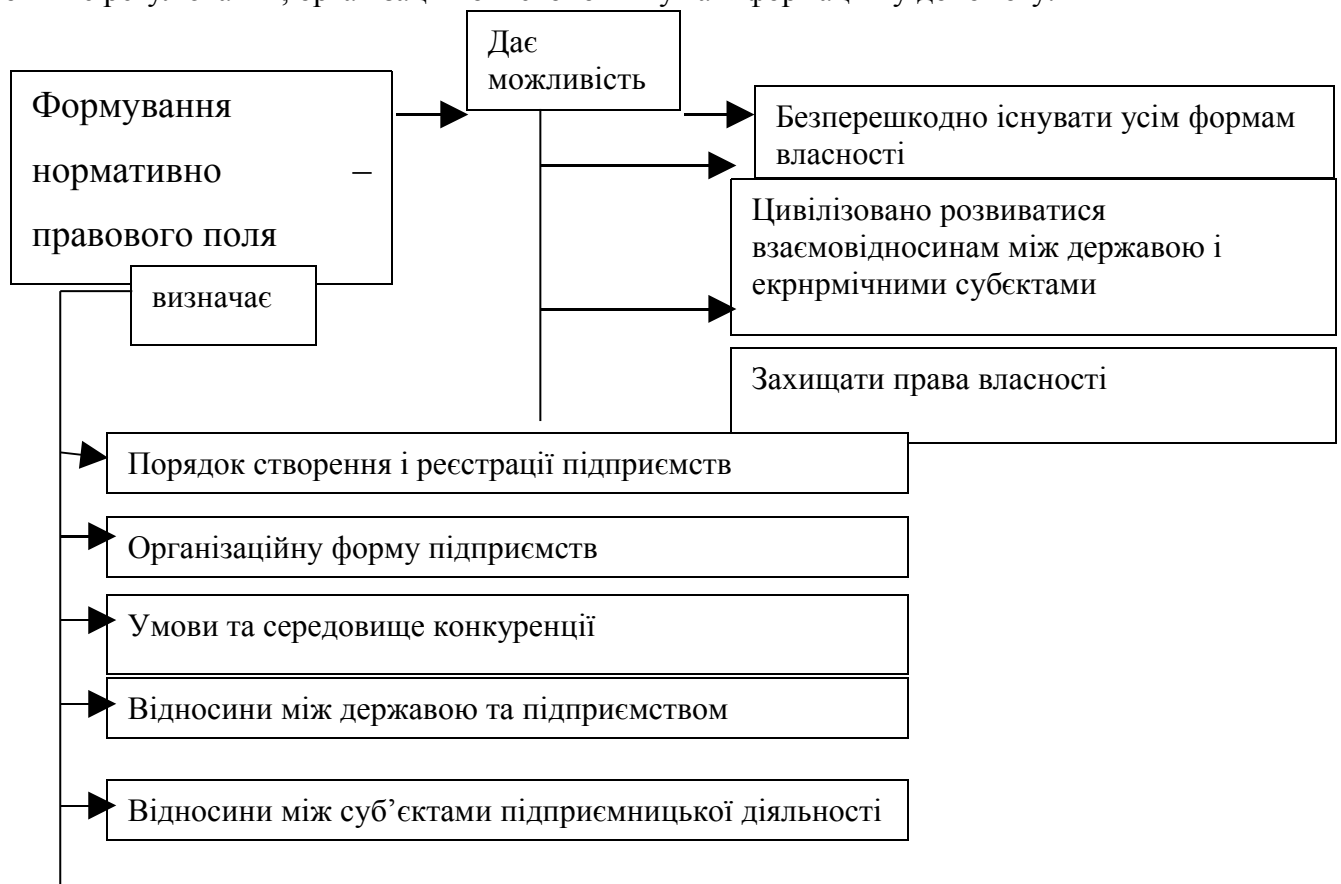 Дає
можливість
Формування
нормативно –
правового поля
Безперешкодно існувати усім формам
власності
Цивілізовано розвиватися
взаємовідносинам між державою і
екрнрмічними субєктами
визначає
Захищати права власності
Порядок створення і реєстрації підприємств
Організаційну форму підприємств
Умови та середовище конкуренції
Відносини між державою та підприємством
Відносини між суб’єктами підприємницької діяльності